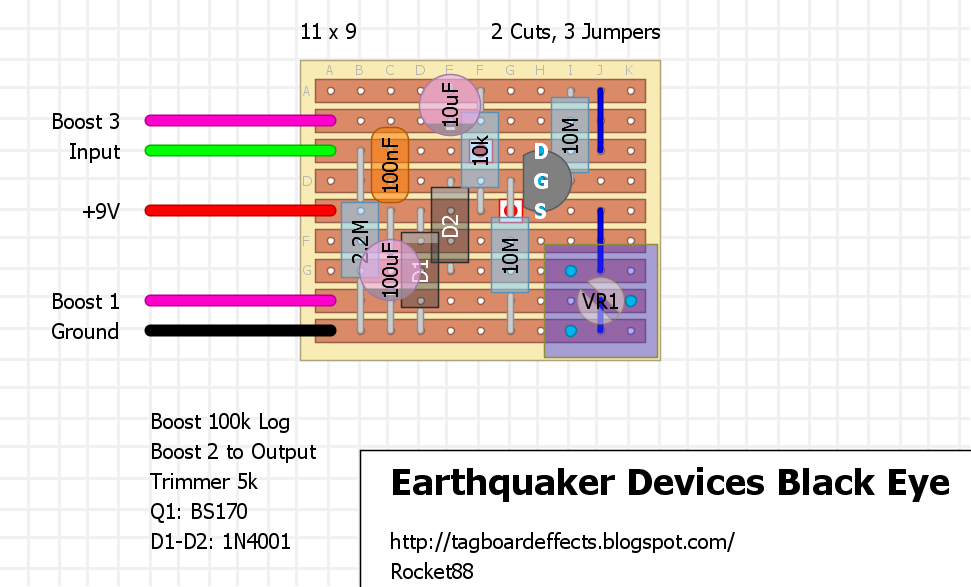 11 x 9 2 Cuts, 3 Jumpers
A B C D E F G H I J K
A
Boost 3
Input
D
+9V
F
G
Boost 1
Ground
10uF
100nF
10k
10M
D
G
S
2.2M
D2
100uF
D1
10M
VR1
Boost 100k Log
Boost 2 to Output
Trimmer 5k
Q1: BS170
D1-D2: 1N4001
Earthquaker Devices Black Eye
http://tagboardeffects.blogspot.com/
Rocket88